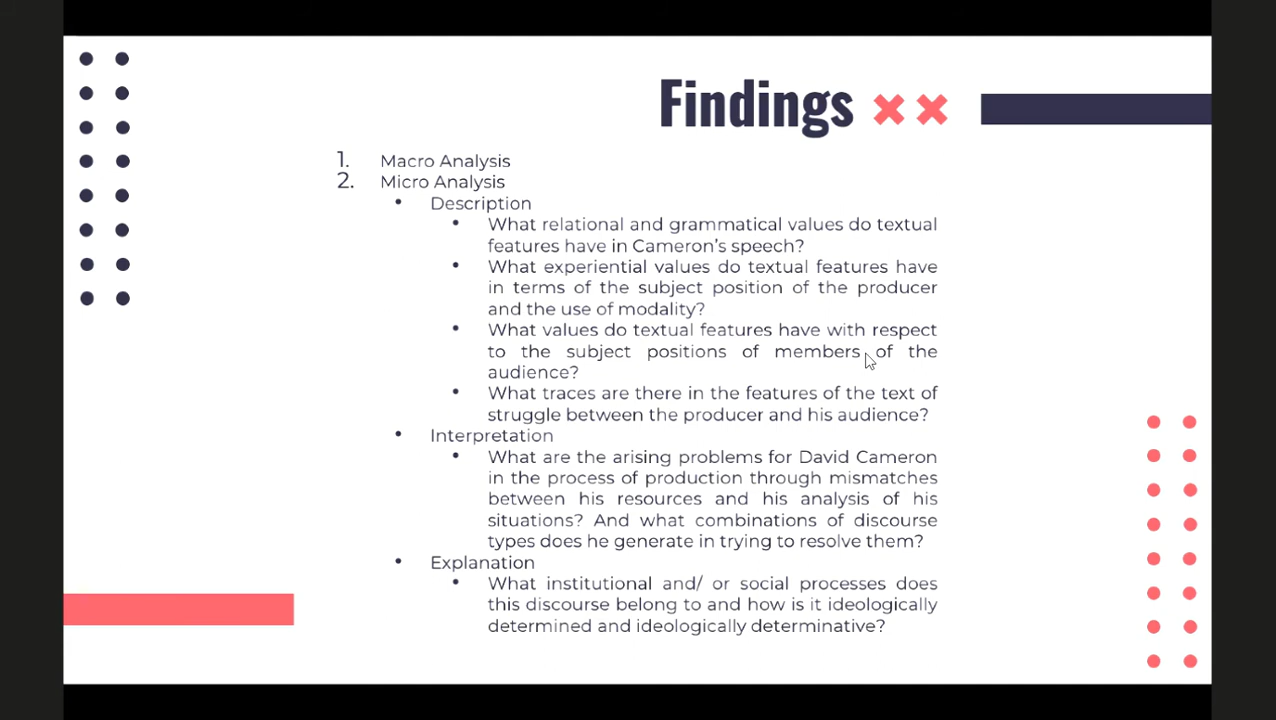 Findings
1. Macro Analysis
2. Micro Analysis
• Description
• What relational and grammatical values do textual
features have in Cameron's speech?
• What experiential values do textual features have
in terms of the subject position of the producer
and the use of modality?
• What values do textual features have with respect
to the subject positions of members of the
audience?
• What traces are there in the features of the text of
struggle between the producer and his audience?
• Interpretation
• What are the arising problems for David Cameron
in the process of production through mismatches
between his resources and his analysis of his
situations? And what combinations of discourse
types does he generate in trying to resolve them?
• Explanation
• What institutional and/ or social processes does
this discourse belong to and how is it ideologically
determined and ideologically determinative?